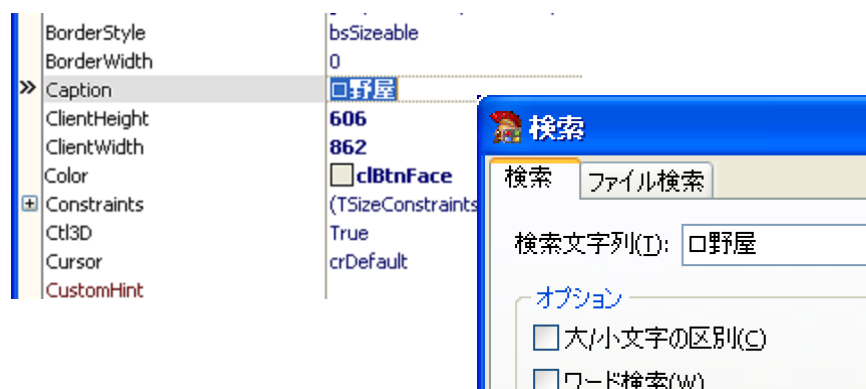 BorderStyle bsSizeable
BorderWidth 0
» Caption □野屋
ClientHeight 606
ClientWidth 862
Color clBtnFace
Constraints (TSizeConstraints
Ctl3D True
Cursor crDefault
CustomHint
検索
検索 ファイル検索
検索文字列(T): □野屋
オプション
大/小文字の区別(C)
ワード検索(W)